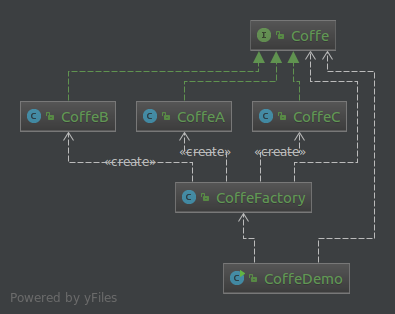 I Coffe
C CoffeB
C CoffeA
C CoffeC
«create»
«create»
«create»
C CoffeFactory
C CoffeDemo
Powered by yFiles